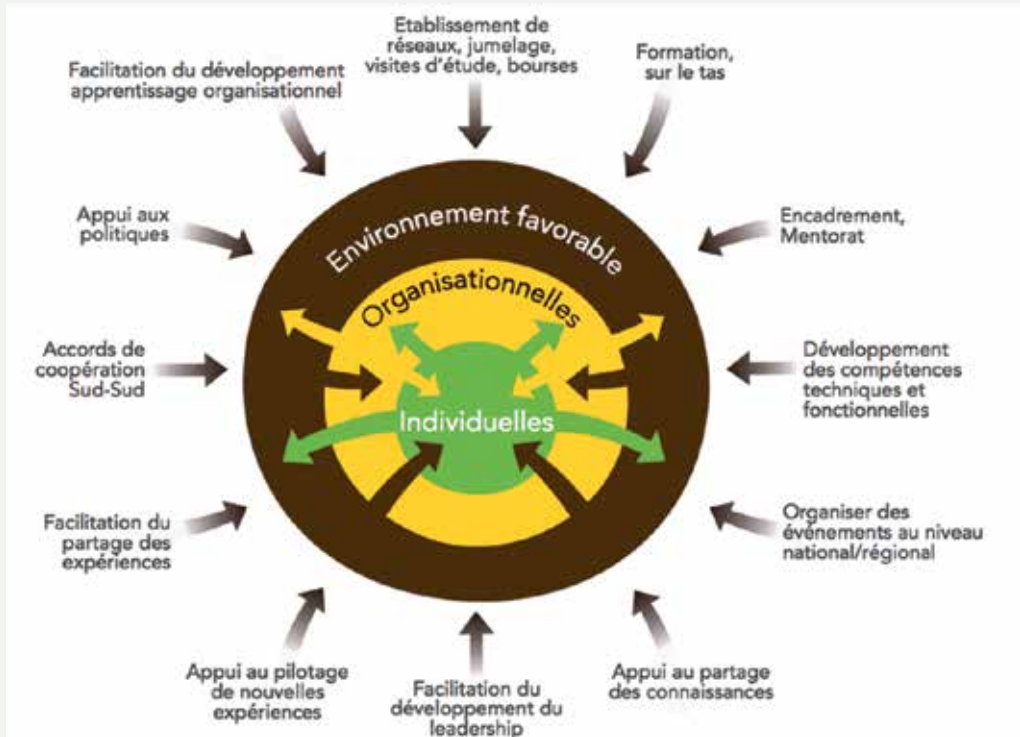 Etablissement de
réseaux, jumelage,
visites d'étude, bourses
Formation,
sur le tas
Facilitation du développement
apprentissage organisationnel
Appui aux
politiques
Encadrement,
Mentorat
Accords de
coopération
Sud-Sud
Développement
des compétences
techniques et
fonctionnelles
Facilitation du
partage des
expériences
Organiser des
événements au niveau
national/régional
Appui au pilotage
de nouvelles
expériences
Facilitation du
développement du
leadership
Appui au partage
des connaissances
Environnement favorable
Organisationnelles
Individuelles